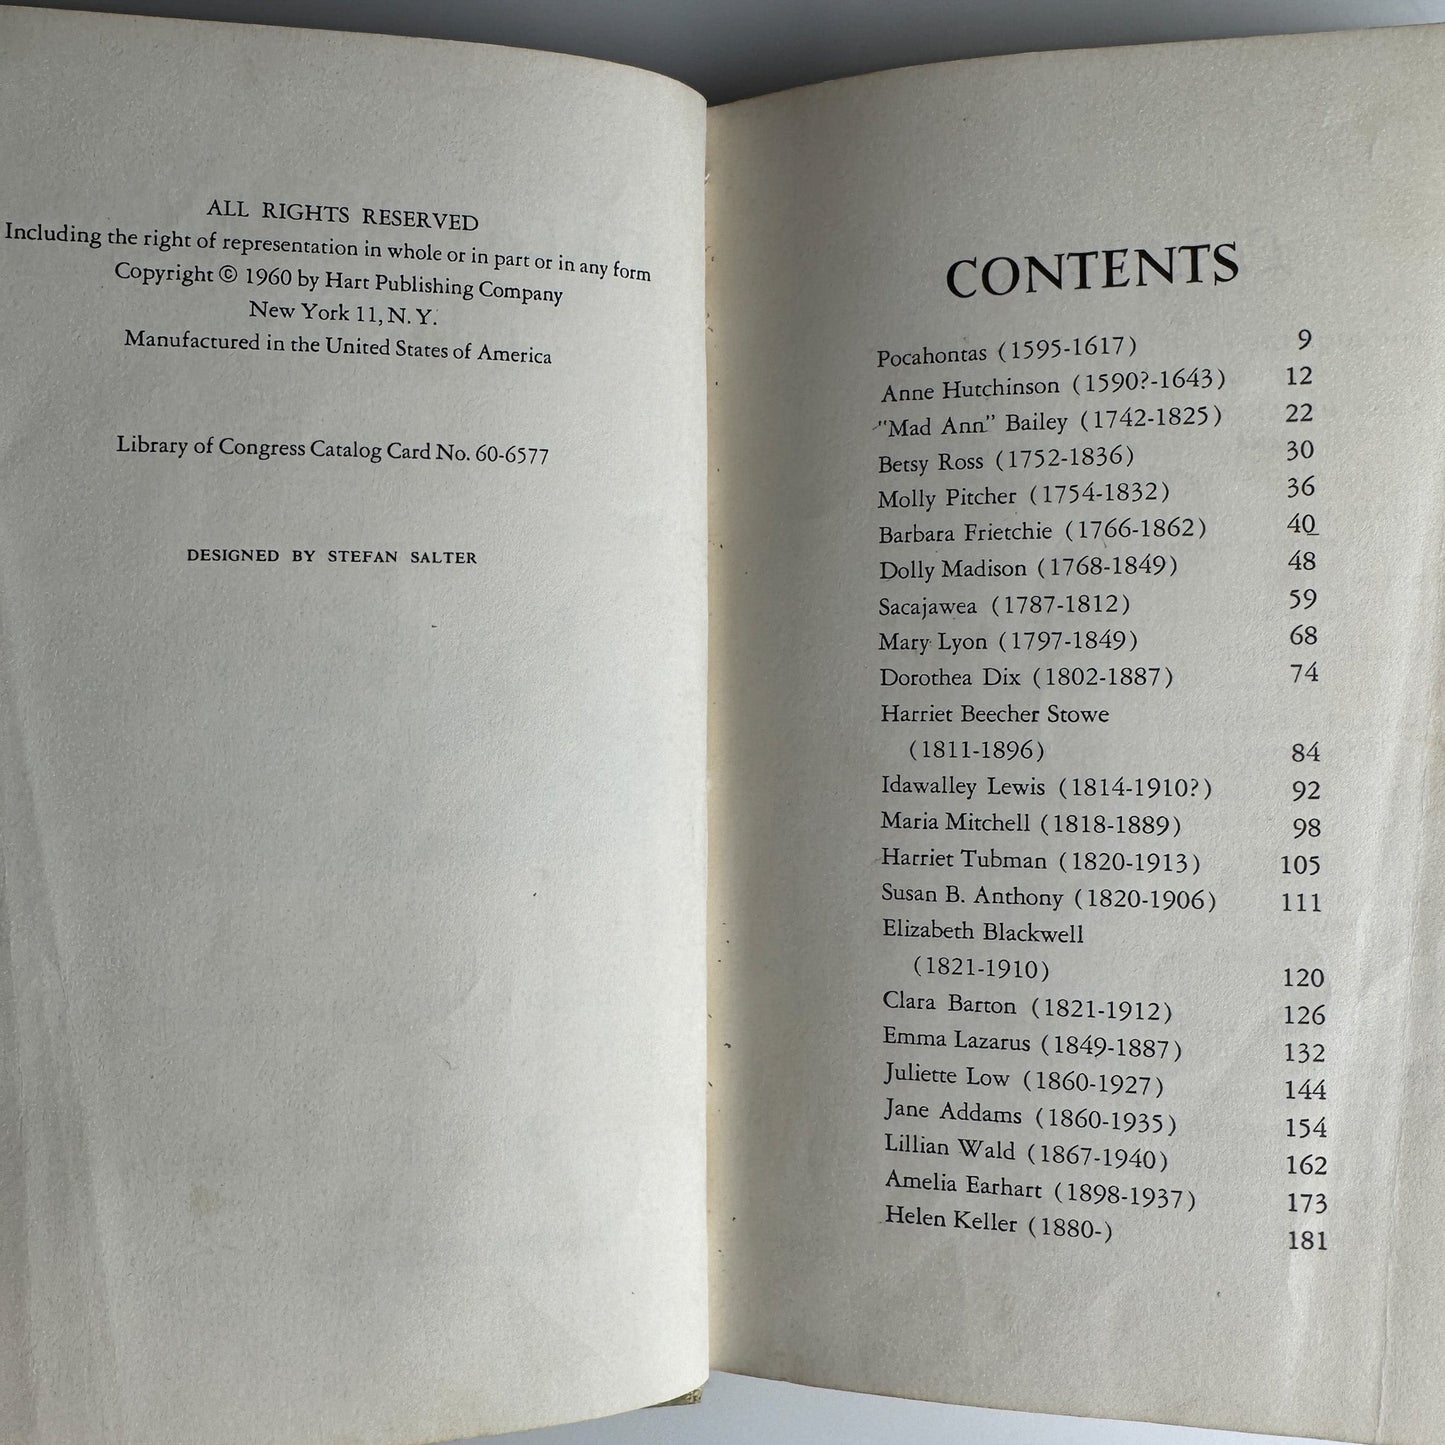 ALL RIGHTS RESERVED
Including the right of representation in whole or in part or in any form
Copyright © 1960 by Hart Publishing Company
New York 11, N. Y.
Manufactured in the United States of America
Library of Congress Catalog Card No. 60-6577
DESIGNED BY STEFAN SALTER
CONTENTS
Pocahontas (1595-1617) 9
Anne Hutchinson (1590?-1643) 12
"Mad Ann" Bailey (1742-1825) 22
Betsy Ross (1752-1836) 30
Molly Pitcher (1754-1832) 36
Barbara Frietchie (1766-1862) 40
Dolly Madison (1768-1849) 48
Sacajawea (1787-1812) 59
Mary Lyon (1797-1849) 68
Dorothea Dix (1802-1887) 74
Harriet Beecher Stowe
(1811-1896) 84
Idawalley Lewis (1814-1910?) 92
Maria Mitchell (1818-1889) 98
Harriet Tubman (1820-1913) 105
Susan B. Anthony (1820-1906) 111
Elizabeth Blackwell
(1821-1910) 120
Clara Barton (1821-1912) 126
Emma Lazarus (1849-1887) 132
Juliette Low (1860-1927) 144
Jane Addams (1860-1935) 154
Lillian Wald (1867-1940) 162
Amelia Earhart (1898-1937) 173
Helen Keller (1880-) 181